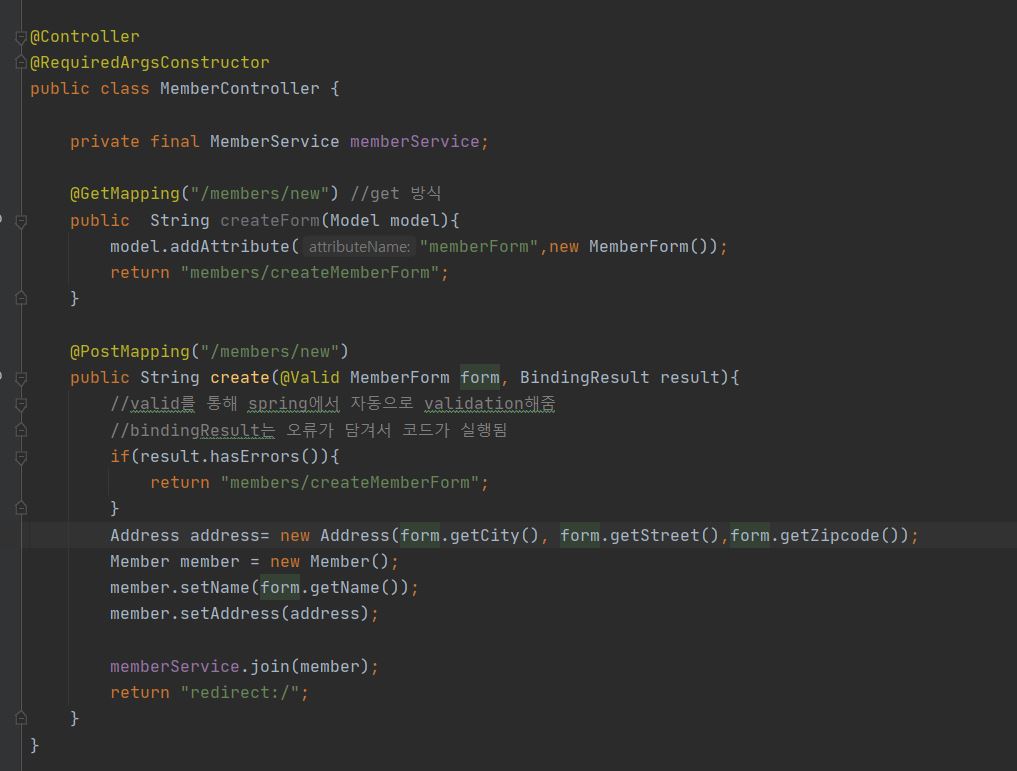 @Controller
@RequiredArgsConstructor
public class MemberController {
private final MemberService memberService;
@GetMapping("/members/new") //get 방식
public  String createForm(Model model){
model.addAttribute( attributeName: "memberForm",new MemberForm());
return "members/createMemberForm";
}
@PostMapping("/members/new")
public String create(@Valid MemberForm form, BindingResult result){
//valid를 통해 spring에서 자동으로 validation해줌
//bindingResult는 오류가 담겨서 코드가 실행됨
if(result.hasErrors()){
return "members/createMemberForm";
}
Address address= new Address(form.getCity(), form.getStreet(),form.getZipcode());
Member member = new Member();
member.setName(form.getName());
member.setAddress(address);
memberService.join(member);
return "redirect:/";
}
}